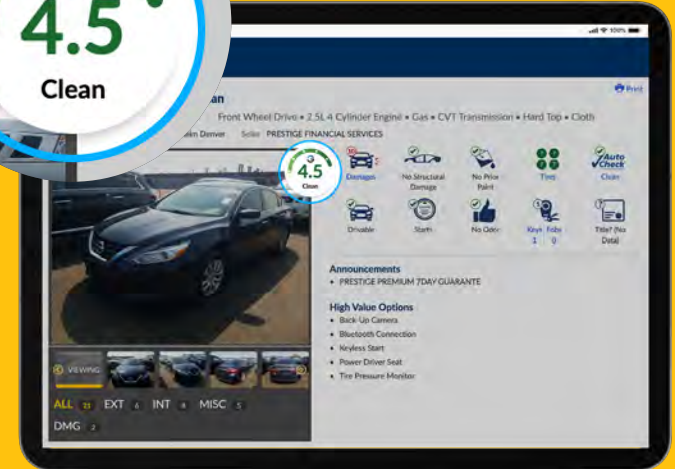 4.5
Clean
100%
Print
an
Front Wheel Drive • 2.5L 4 Cylinder Engine • Gas • CVT Transmission • Hard Top • Cloth
eim Denver Seller PRESTIGE FINANCIAL SERVICES
4.5
Clean
Damages
No Structural Damage
No Prior Paint
Tires
AutoCheck
Clean
Drivable
Starts
No Odor
Keys Fobs
1 0
Title? (No Data)
Announcements
• PRESTIGE PREMIUM 7DAY GUARANTE
High Value Options
• Back-Up Camera
• Bluetooth Connection
• Keyless Start
• Power Driver Seat
• Tire Pressure Monitor
VIEWING
ALL EXT 6 INT MISC 5
DMG 2